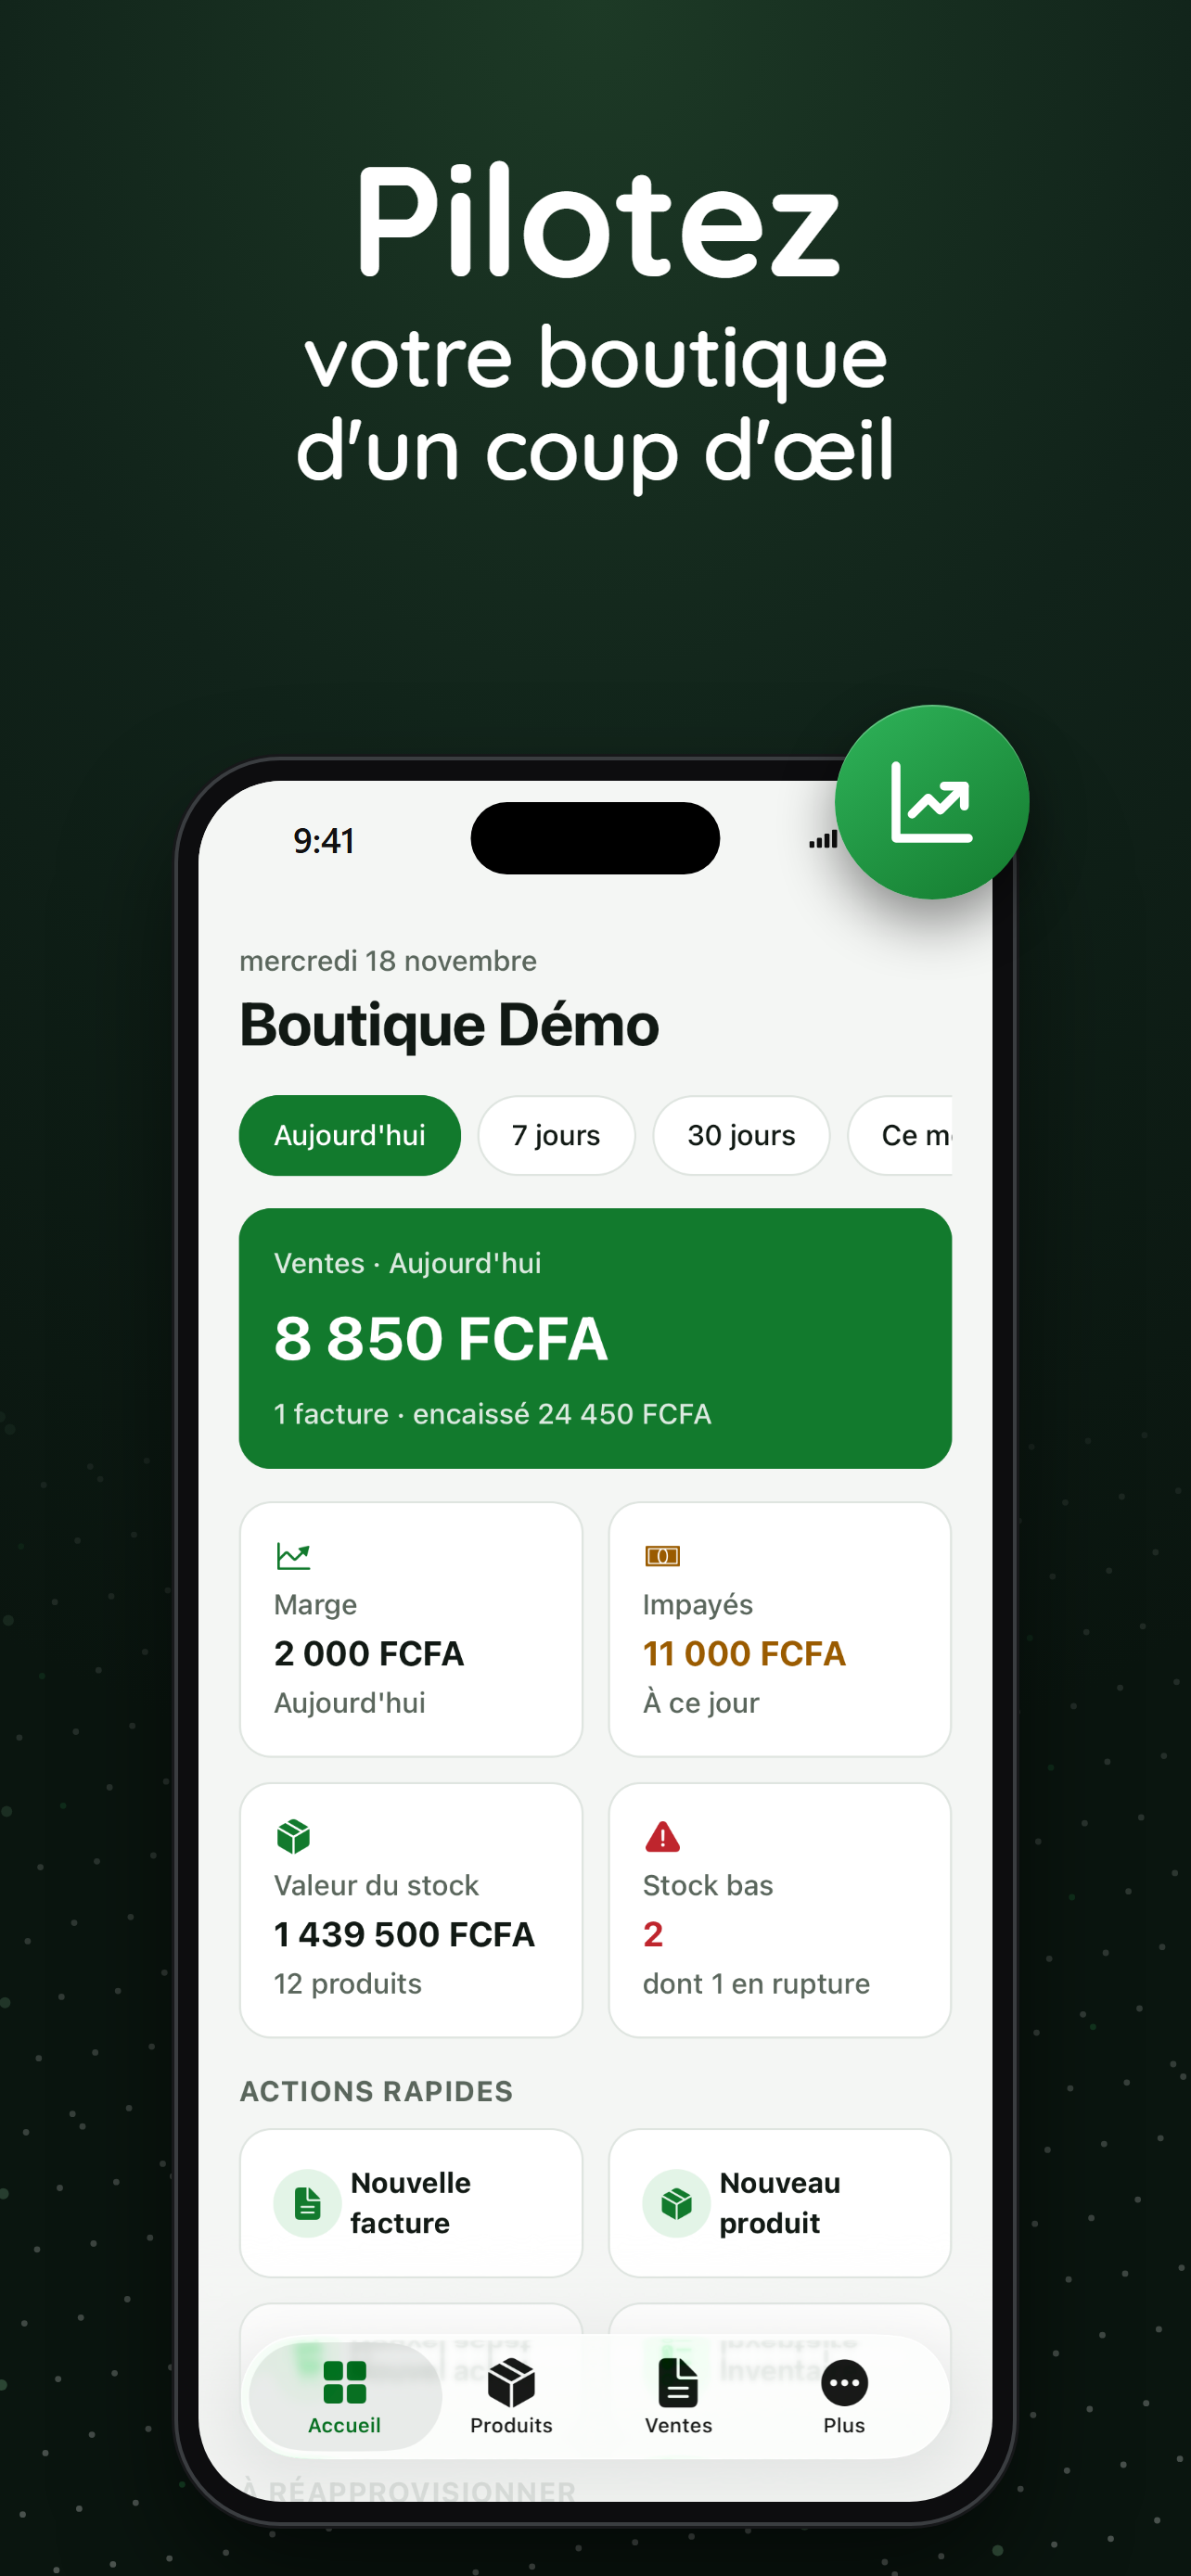 Pilotez
votre boutique
d'un coup d'œil
9:41
mercredi 18 novembre
Boutique Démo
Aujourd'hui
7 jours
30 jours
Ce
Ventes · Aujourd'hui
8 850 FCFA
1 facture · encaissé 24 450 FCFA
Marge
2 000 FCFA
Aujourd'hui
Impayés
11 000 FCFA
À ce jour
Valeur du stock
1 439 500 FCFA
12 produits
Stock bas
2
dont 1 en rupture
ACTIONS RAPIDES
Nouvelle
facture
Nouveau
produit
Accueil
Produits
Ventes
Plus
À RÉAPPROVISIONNER